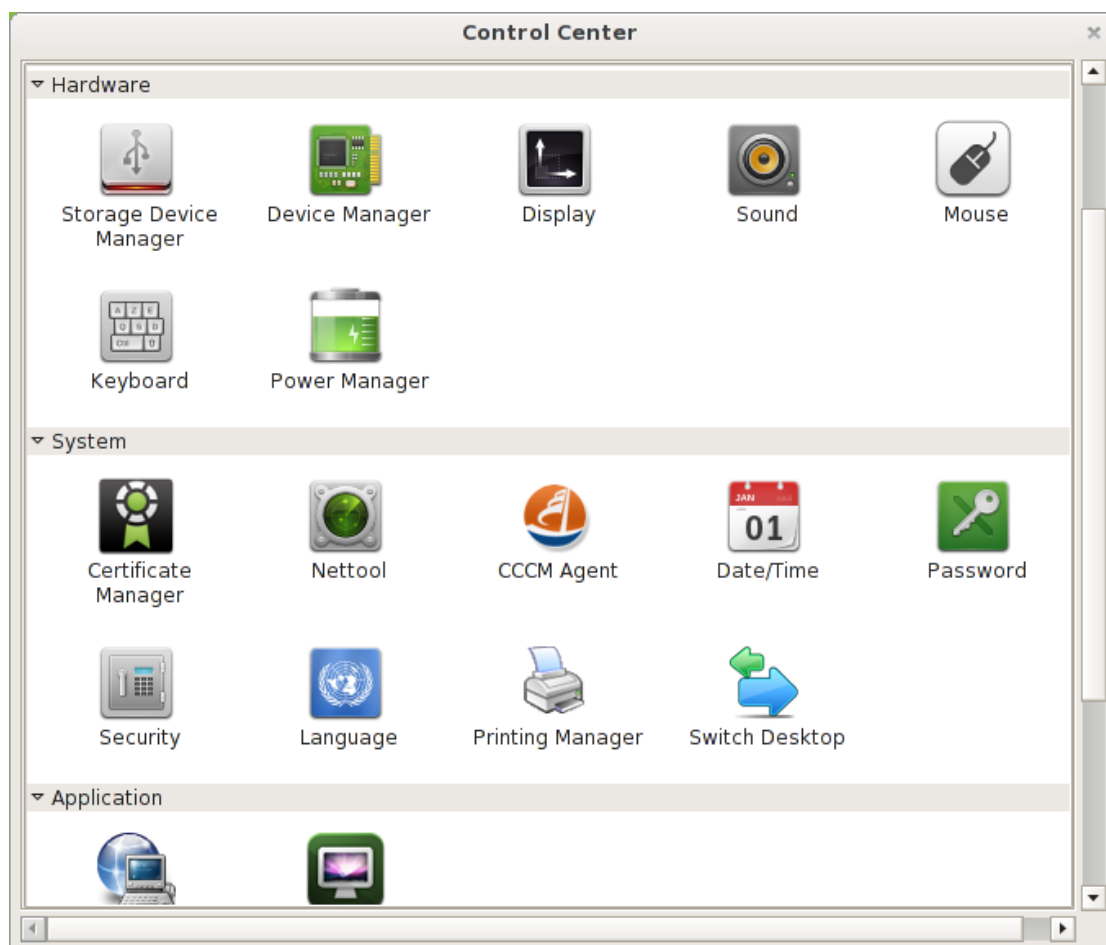 Control Center
Hardware
Storage Device Manager
Device Manager
Display
Sound
Mouse
A Z E
Q S D
Ctrl
Keyboard
Power Manager
System
JAN
01
Certificate Manager
Nettool
CCCM Agent
Date/Time
Password
Security
Language
Printing Manager
Switch Desktop
Application